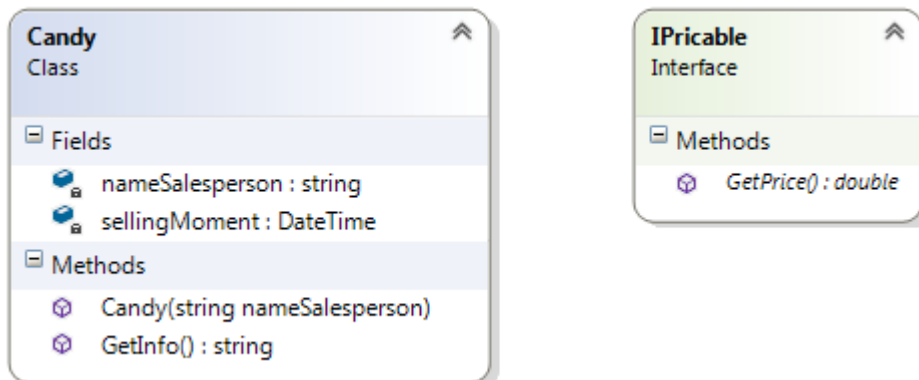 Candy
Class
Fields
nameSalesperson : string
sellingMoment : DateTime
Methods
Candy(string nameSalesperson)
GetInfo() : string
IPricable
Interface
Methods
GetPrice() : double